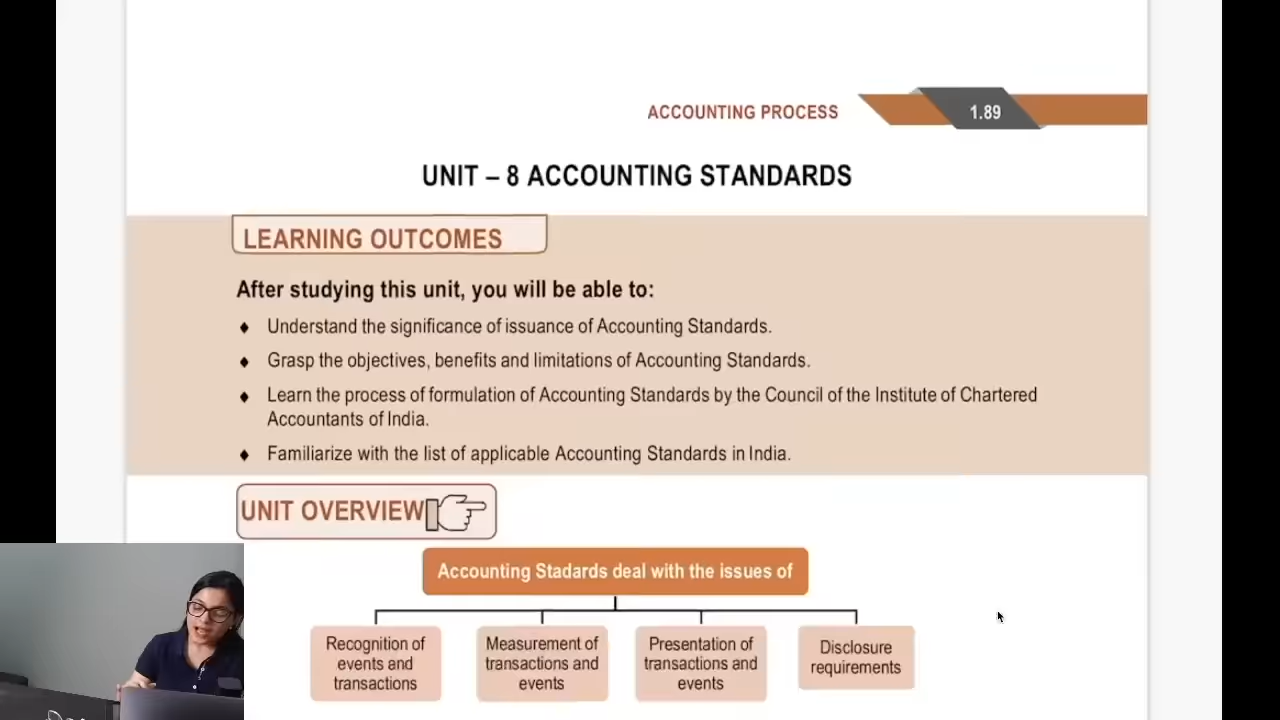 ACCOUNTING PROCESS 1.89
UNIT – 8 ACCOUNTING STANDARDS
LEARNING OUTCOMES
After studying this unit, you will be able to:
♦ Understand the significance of issuance of Accounting Standards.
♦ Grasp the objectives, benefits and limitations of Accounting Standards.
♦ Learn the process of formulation of Accounting Standards by the Council of the Institute of Chartered
Accountants of India.
♦ Familiarize with the list of applicable Accounting Standards in India.
UNIT OVERVIEW
Accounting Stadards deal with the issues of
Recognition of
events and
transactions
Measurement of
transactions and
events
Presentation of
transactions and
events
Disclosure
requirements